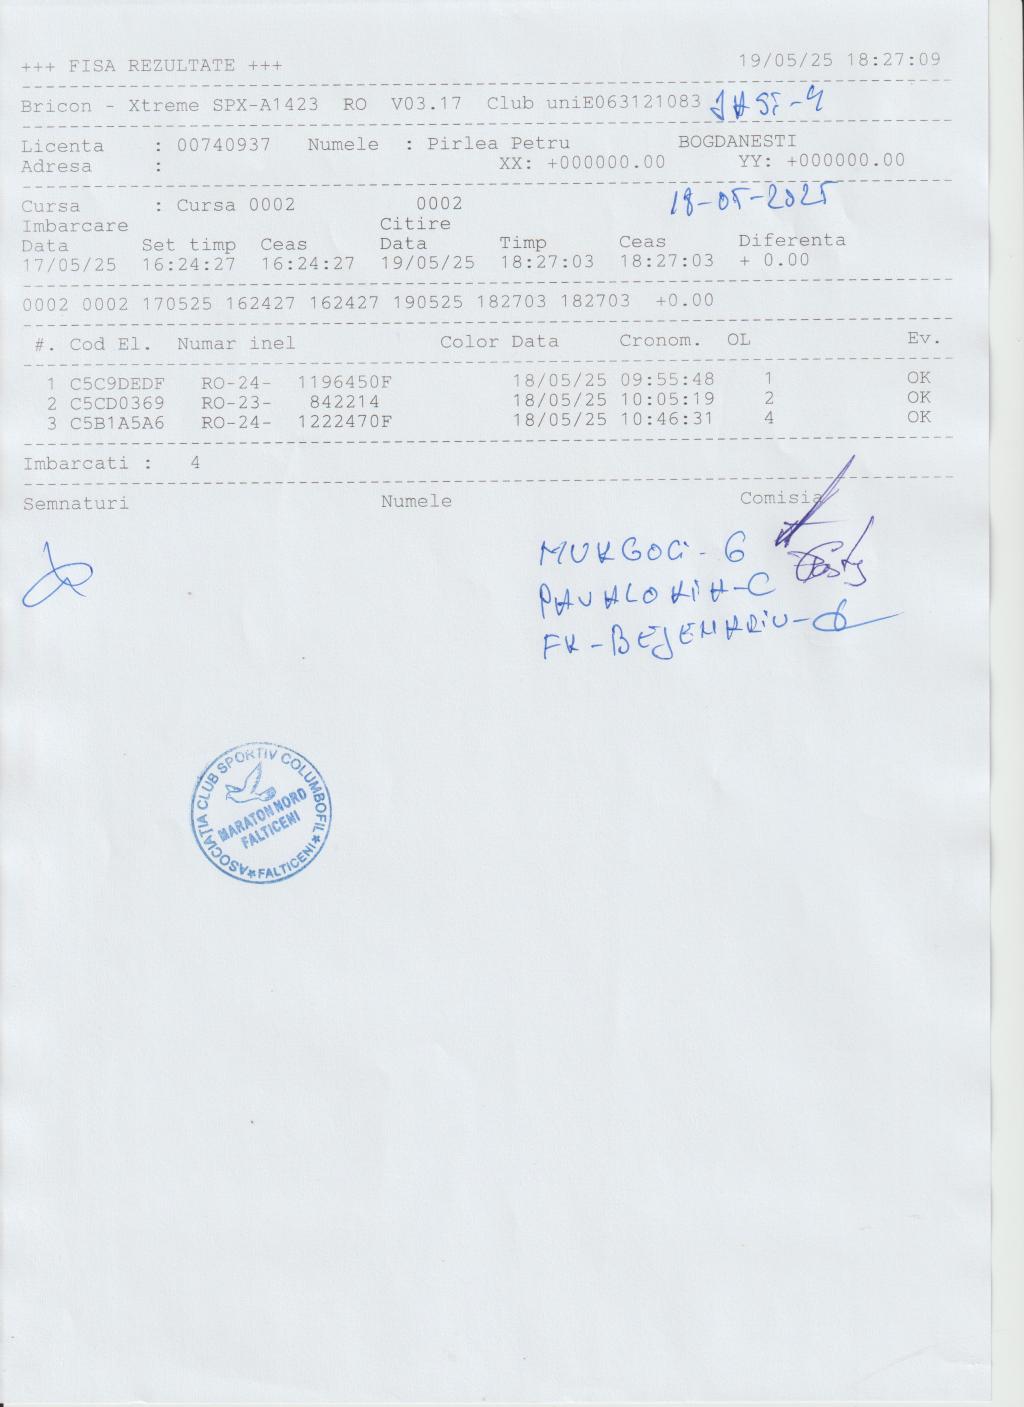 +++ FISA REZULTATE +++ 19/05/25 18:27:09
Bricon - Xtreme SPX-A1423 RO V03.17 Club uniE063121083 IASI-4
Licenta : 00740937 Numele : Pirlea Petru BOGDANESTI
Adresa : XX: +000000.00 YY: +000000.00
Cursa : Cursa 0002 0002 18-05-2025
Imbarcare Citire
Data Set timp Ceas Data Timp Ceas Diferenta
17/05/25 16:24:27 16:24:27 19/05/25 18:27:03 18:27:03 + 0.00
0002 0002 170525 162427 162427 190525 182703 182703 +0.00
#. Cod El. Numar inel Color Data Cronom. OL Ev.
1 C5C9DEDF RO-24- 1196450F 18/05/25 09:55:48 1 OK
2 C5CD0369 RO-23- 842214 18/05/25 10:05:19 2 OK
3 C5B1A5A6 RO-24- 1222470F 18/05/25 10:46:31 4 OK
Imbarcati : 4
Semnaturi Numele Comisia
MURGOCI - G
PAVALOAIA-C
FR-BEJENARIU-
ASOCIATIA CLUB SPORTIV COLUMBOFIL
MARATON NORD
FALTICENI
*FALTICENI*